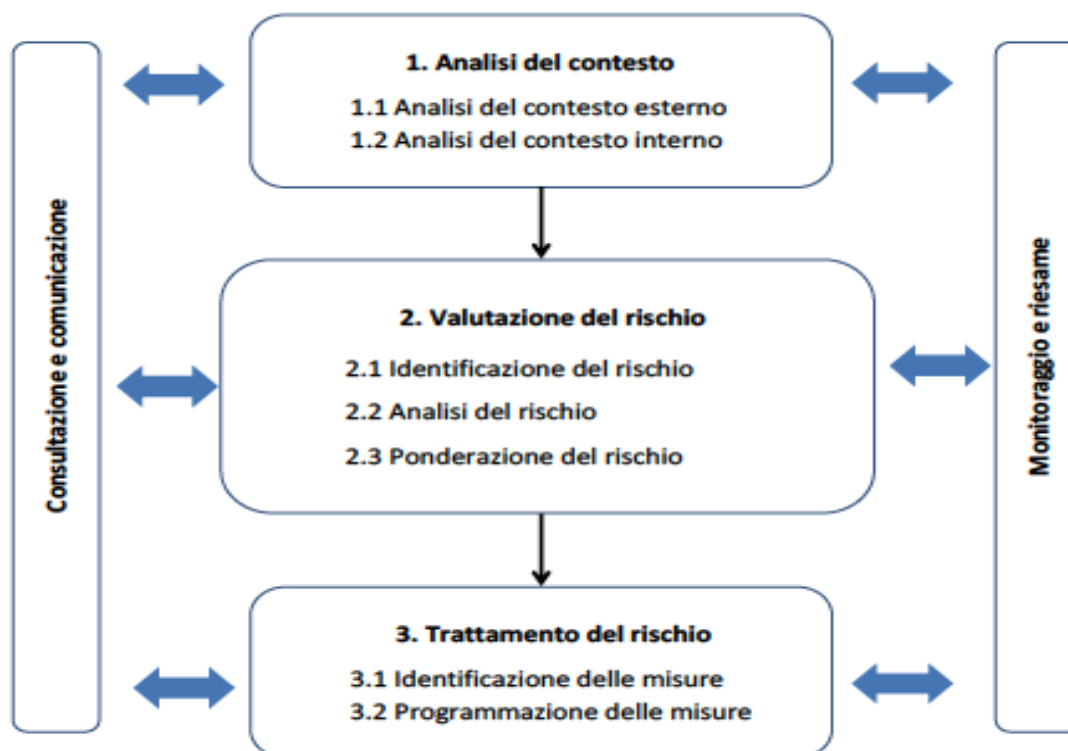 Consultazione e comunicazione
1. Analisi del contesto
1.1 Analisi del contesto esterno
1.2 Analisi del contesto interno
2. Valutazione del rischio
2.1 Identificazione del rischio
2.2 Analisi del rischio
2.3 Ponderazione del rischio
3. Trattamento del rischio
3.1 Identificazione delle misure
3.2 Programmazione delle misure
Monitoraggio e riesame